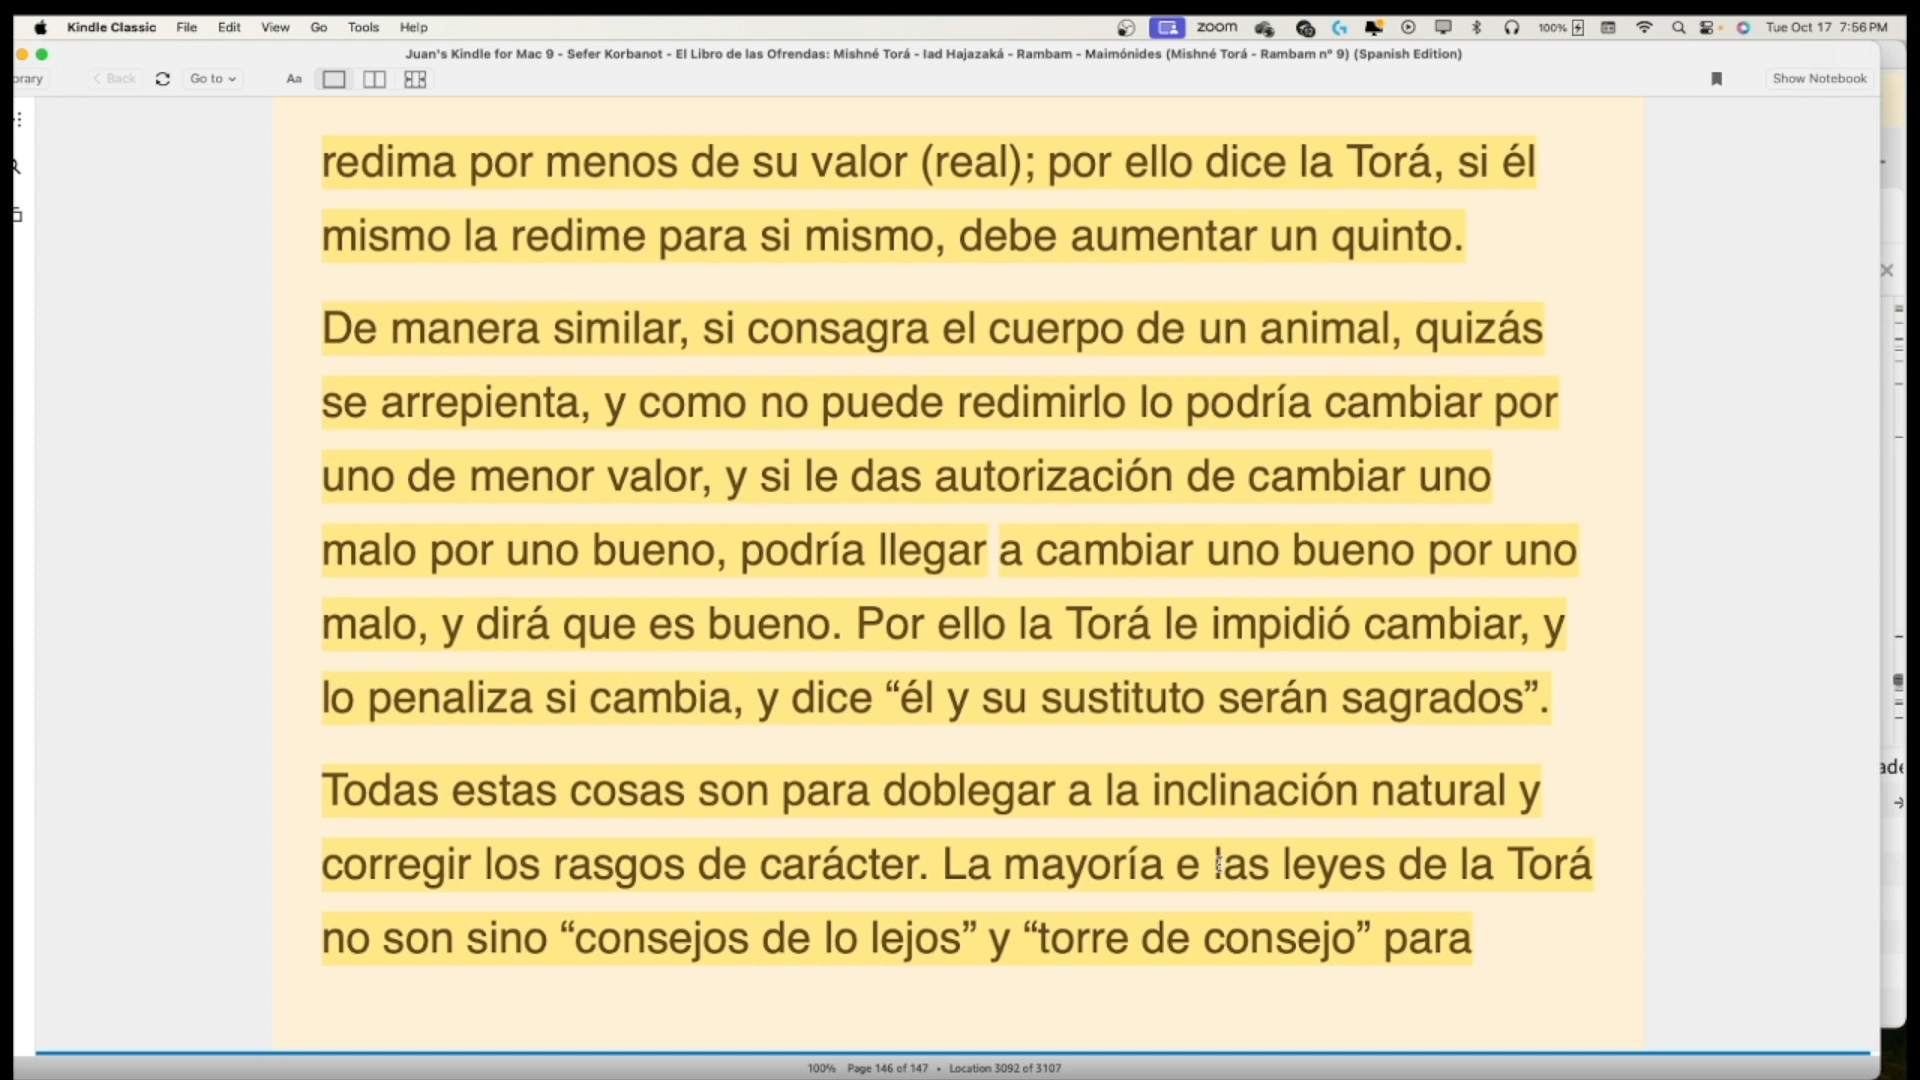 Kindle Classic File Edit View Go Tools Help zoom 100% Tue Oct 17 7:56 PM
Juan's Kindle for Mac 9 - Sefer Korbanot - El Libro de las Ofrendas: Mishné Torá - Iad Hajazaká - Rambam - Maimónides (Mishné Torá - Rambam nº 9) (Spanish Edition)
brary Back Go to Aa Show Notebook
redima por menos de su valor (real); por ello dice la Torá, si él
mismo la redime para si mismo, debe aumentar un quinto.
De manera similar, si consagra el cuerpo de un animal, quizás
se arrepienta, y como no puede redimirlo lo podría cambiar por
uno de menor valor, y si le das autorización de cambiar uno
malo por uno bueno, podría llegar a cambiar uno bueno por uno
malo, y dirá que es bueno. Por ello la Torá le impidió cambiar, y
lo penaliza si cambia, y dice “él y su sustituto serán sagrados”.
Todas estas cosas son para doblegar a la inclinación natural y
corregir los rasgos de carácter. La mayoría e las leyes de la Torá
no son sino “consejos de lo lejos” y “torre de consejo” para
100% Page 146 of 147 • Location 3092 of 3107